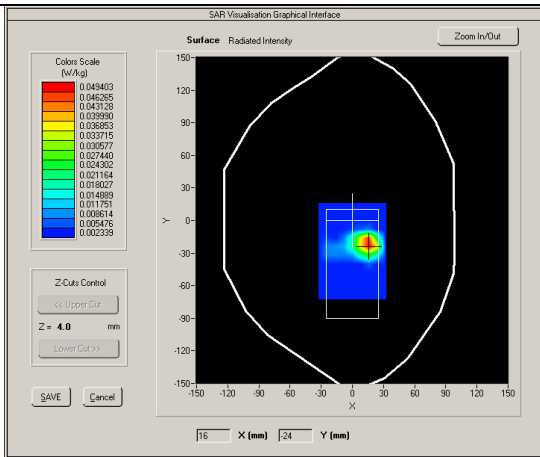 SAR Visualisation Graphical Interface
Surface Radiated Intensity
Zoom In/Out
Colors Scale
(W/kg)
0.049403
0.046265
0.043128
0.039990
0.036853
0.033715
0.030577
0.027440
0.024302
0.021164
0.018027
0.014889
0.011751
0.008614
0.005476
0.002339
Z-Cuts Control
<< Upper Cut
Z = 4.0 mm
Lower Cut >>
SAVE Cancel
150-
120-
90-
60-
30-
0-
-30-
-60-
-90-
-120-
-150-
Y
-150 -120 -90 -60 -30 0 30 60 90 120 150
X
16 X (mm) -24 Y (mm)